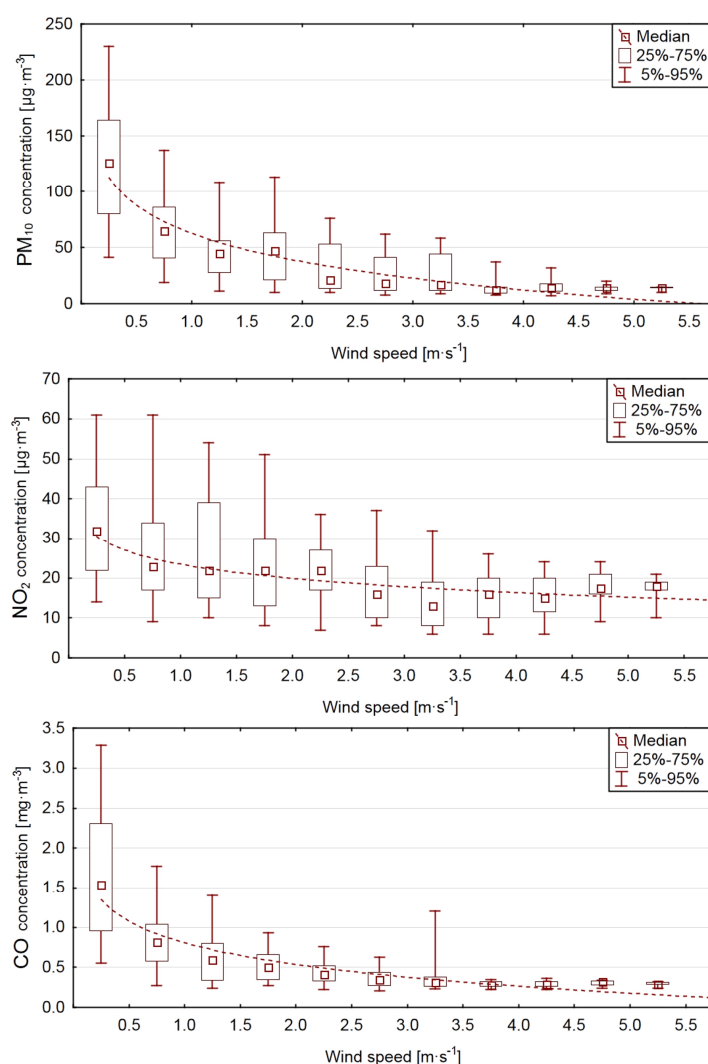 250
200
150
100
50
0
PM₁₀ concentration [µg·m⁻³]
Median
25%-75%
5%-95%
0.5 1.0 1.5 2.0 2.5 3.0 3.5 4.0 4.5 5.0 5.5
Wind speed [m·s⁻¹]
70
60
50
40
30
20
10
0
NO₂ concentration [µg·m⁻³]
Median
25%-75%
5%-95%
0.5 1.0 1.5 2.0 2.5 3.0 3.5 4.0 4.5 5.0 5.5
Wind speed [m·s⁻¹]
3.5
3.0
2.5
2.0
1.5
1.0
0.5
0.0
CO concentration [mg·m⁻³]
Median
25%-75%
5%-95%
0.5 1.0 1.5 2.0 2.5 3.0 3.5 4.0 4.5 5.0 5.5
Wind speed [m·s⁻¹]